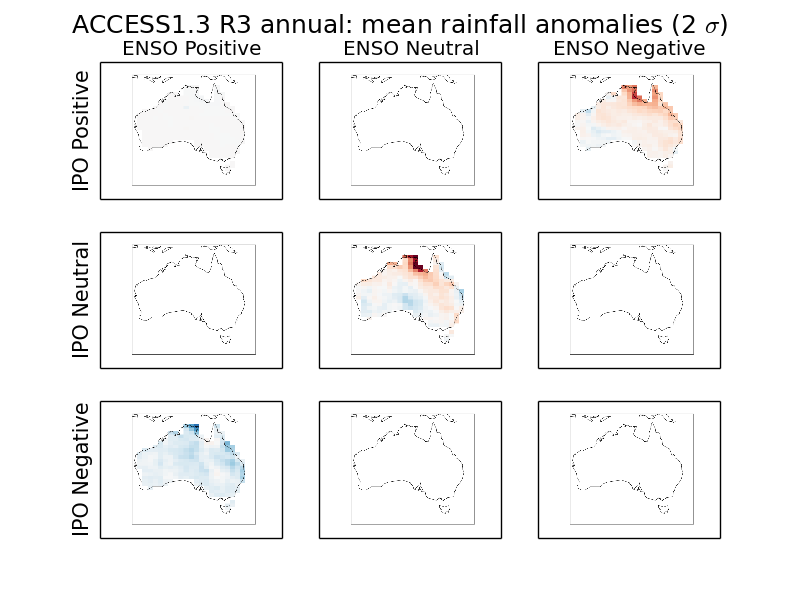 ACCESS1.3 R3 annual: mean rainfall anomalies (2 σ)
ENSO Positive ENSO Neutral ENSO Negative
IPO Positive
IPO Neutral
IPO Negative